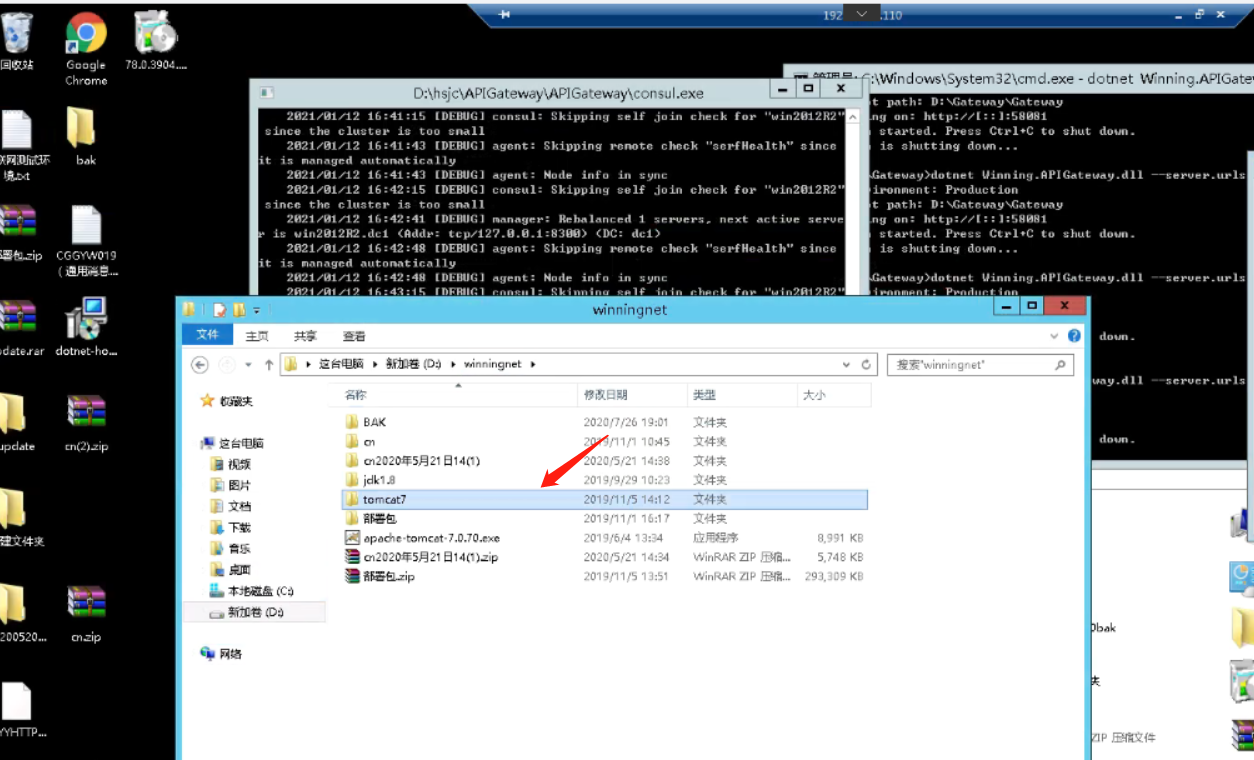 192
.110
回收站
Google
Chrome
78.0.3904....
bak
境.txt
CGGYW019
(通用消息...
date.rar
dotnet-ho...
update
cn(2).zip
建文件夹
200520...
cn.zip
YYHTTP...
D:\hsjc\APIGateway\APIGateway\consul.exe
2021/01/12 16:41:15 [DEBUG] consul: Skipping self join check for "win2012R2"
since the cluster is too small
2021/01/12 16:41:43 [DEBUG] agent: Skipping remote check "serfHealth" since
it is managed automatically
2021/01/12 16:41:43 [DEBUG] agent: Node info in sync
2021/01/12 16:42:15 [DEBUG] consul: Skipping self join check for "win2012R2"
since the cluster is too small
2021/01/12 16:42:41 [DEBUG] manager: Rebalanced 1 servers, next active serve
r is win2012R2.dc1 (Addr: tcp/127.0.0.1:8300) (DC: dc1)
2021/01/12 16:42:48 [DEBUG] agent: Skipping remote check "serfHealth" since
it is managed automatically
2021/01/12 16:42:48 [DEBUG] agent: Node info in sync
2021/01/12 16:43:15 [DEBUG] consul: Skipping self join check for "win2012R2"
管理员: C:\Windows\System32\cmd.exe - dotnet Winning.APIGatew
t path: D:\Gateway\Gateway
ng on: http://[::]:58081
started. Press Ctrl+C to shut down.
is shutting down...
\Gateway>dotnet Winning.APIGateway.dll --server.urls
ironment: Production
t path: D:\Gateway\Gateway
ng on: http://[::]:58081
started. Press Ctrl+C to shut down.
is shutting down...
\Gateway>dotnet Winning.APIGateway.dll --server.urls
ironment: Production
down.
way.dll --server.urls
down.
winningnet
文件 主页 共享 查看
这台电脑 新加卷 (D:) winningnet
搜索"winningnet"
名称 修改日期 类型 大小
收藏夹
这台电脑
视频
图片
文档
下载
音乐
桌面
本地磁盘 (C:)
新加卷 (D:)
网络
BAK 2020/7/26 19:01 文件夹
cn 2019/11/1 10:45 文件夹
cn2020年5月21日14(1) 2020/5/21 14:38 文件夹
jdk1.8 2019/9/29 10:23 文件夹
tomcat7 2019/11/5 14:12 文件夹
部署包 2019/11/1 16:17 文件夹
apache-tomcat-7.0.70.exe 2019/6/4 13:34 应用程序 8,991 KB
cn2020年5月21日14(1).zip 2020/5/21 14:34 WinRAR ZIP 压缩... 5,748 KB
部署包.zip 2019/11/5 13:51 WinRAR ZIP 压缩... 293,309 KB
0bak
夹
ZIP 压缩文件